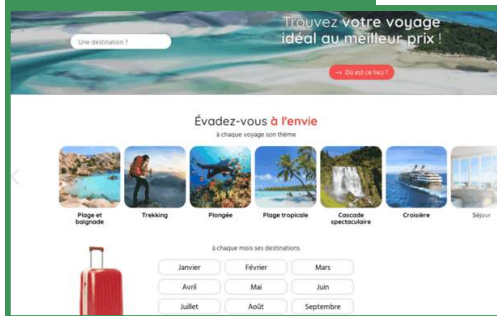 Trouvez votre voyage
idéal au meilleur prix !
Une destination ?
→ Où est ce lieu ?
Évadez-vous à l'envie
à chaque voyage son thème
Plage et
baignade
Trekking
Plongée
Plage tropicale
Cascade
spectaculaire
Croisière
Séjour
à chaque mois ses destinations
Janvier
Février
Mars
Avril
Mai
Juin
Juillet
Août
Septembre